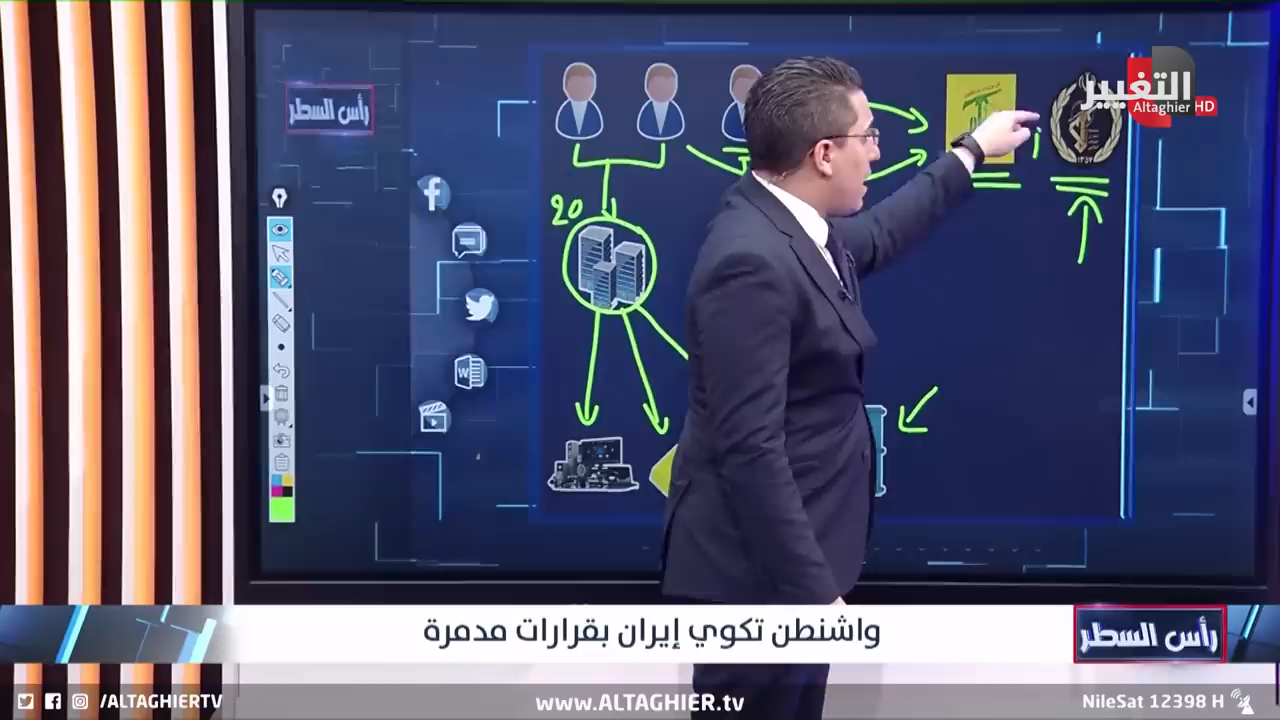 التغيير
Altaghier HD
رأس السطر
20
W
١٣٥٧
واشنطن تكوي إيران بقرارات مدمرة
رأس السطر
/ALTAGHIERTV
www.ALTAGHIER.tv
NileSat 12398 H